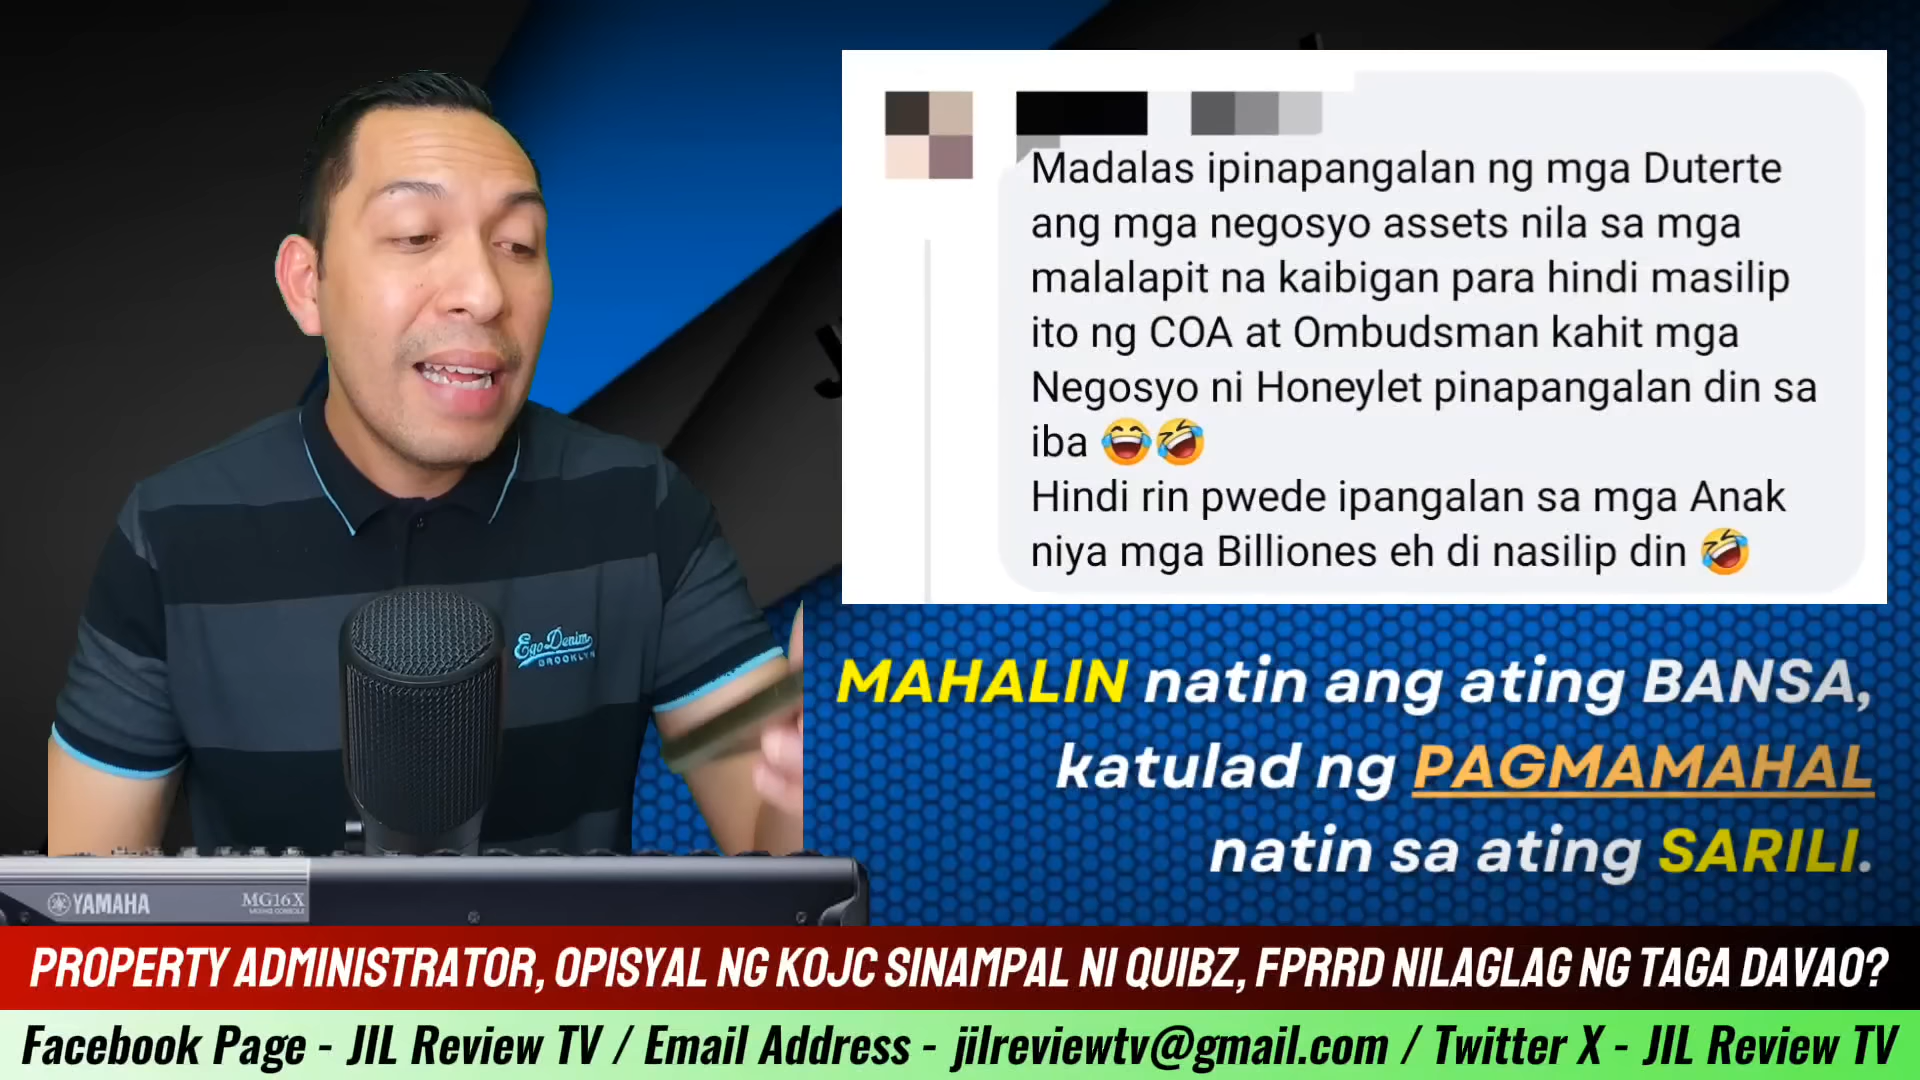 Madalas ipinapangalan ng mga Duterte
ang mga negosyo assets nila sa mga
malalapit na kaibigan para hindi masilip
ito ng COA at Ombudsman kahit mga
Negosyo ni Honeylet pinapangalan din sa
iba 😂🤣
Hindi rin pwede ipangalan sa mga Anak
niya mga Billiones eh di nasilip din 🤣
Ego Denim
BROOKLYN
MAHALIN natin ang ating BANSA,
katulad ng PAGMAMAHAL
natin sa ating SARILI.
YAMAHA
MG16X
MIXING CONSOLE
PROPERTY ADMINISTRATOR, OPISYAL NG KOJC SINAMPAL NI QUIBZ, FPRRD NILAGLAG NG TAGA DAVAO?
Facebook Page - JIL Review TV / Email Address - jilreviewtv@gmail.com / Twitter X - JIL Review TV